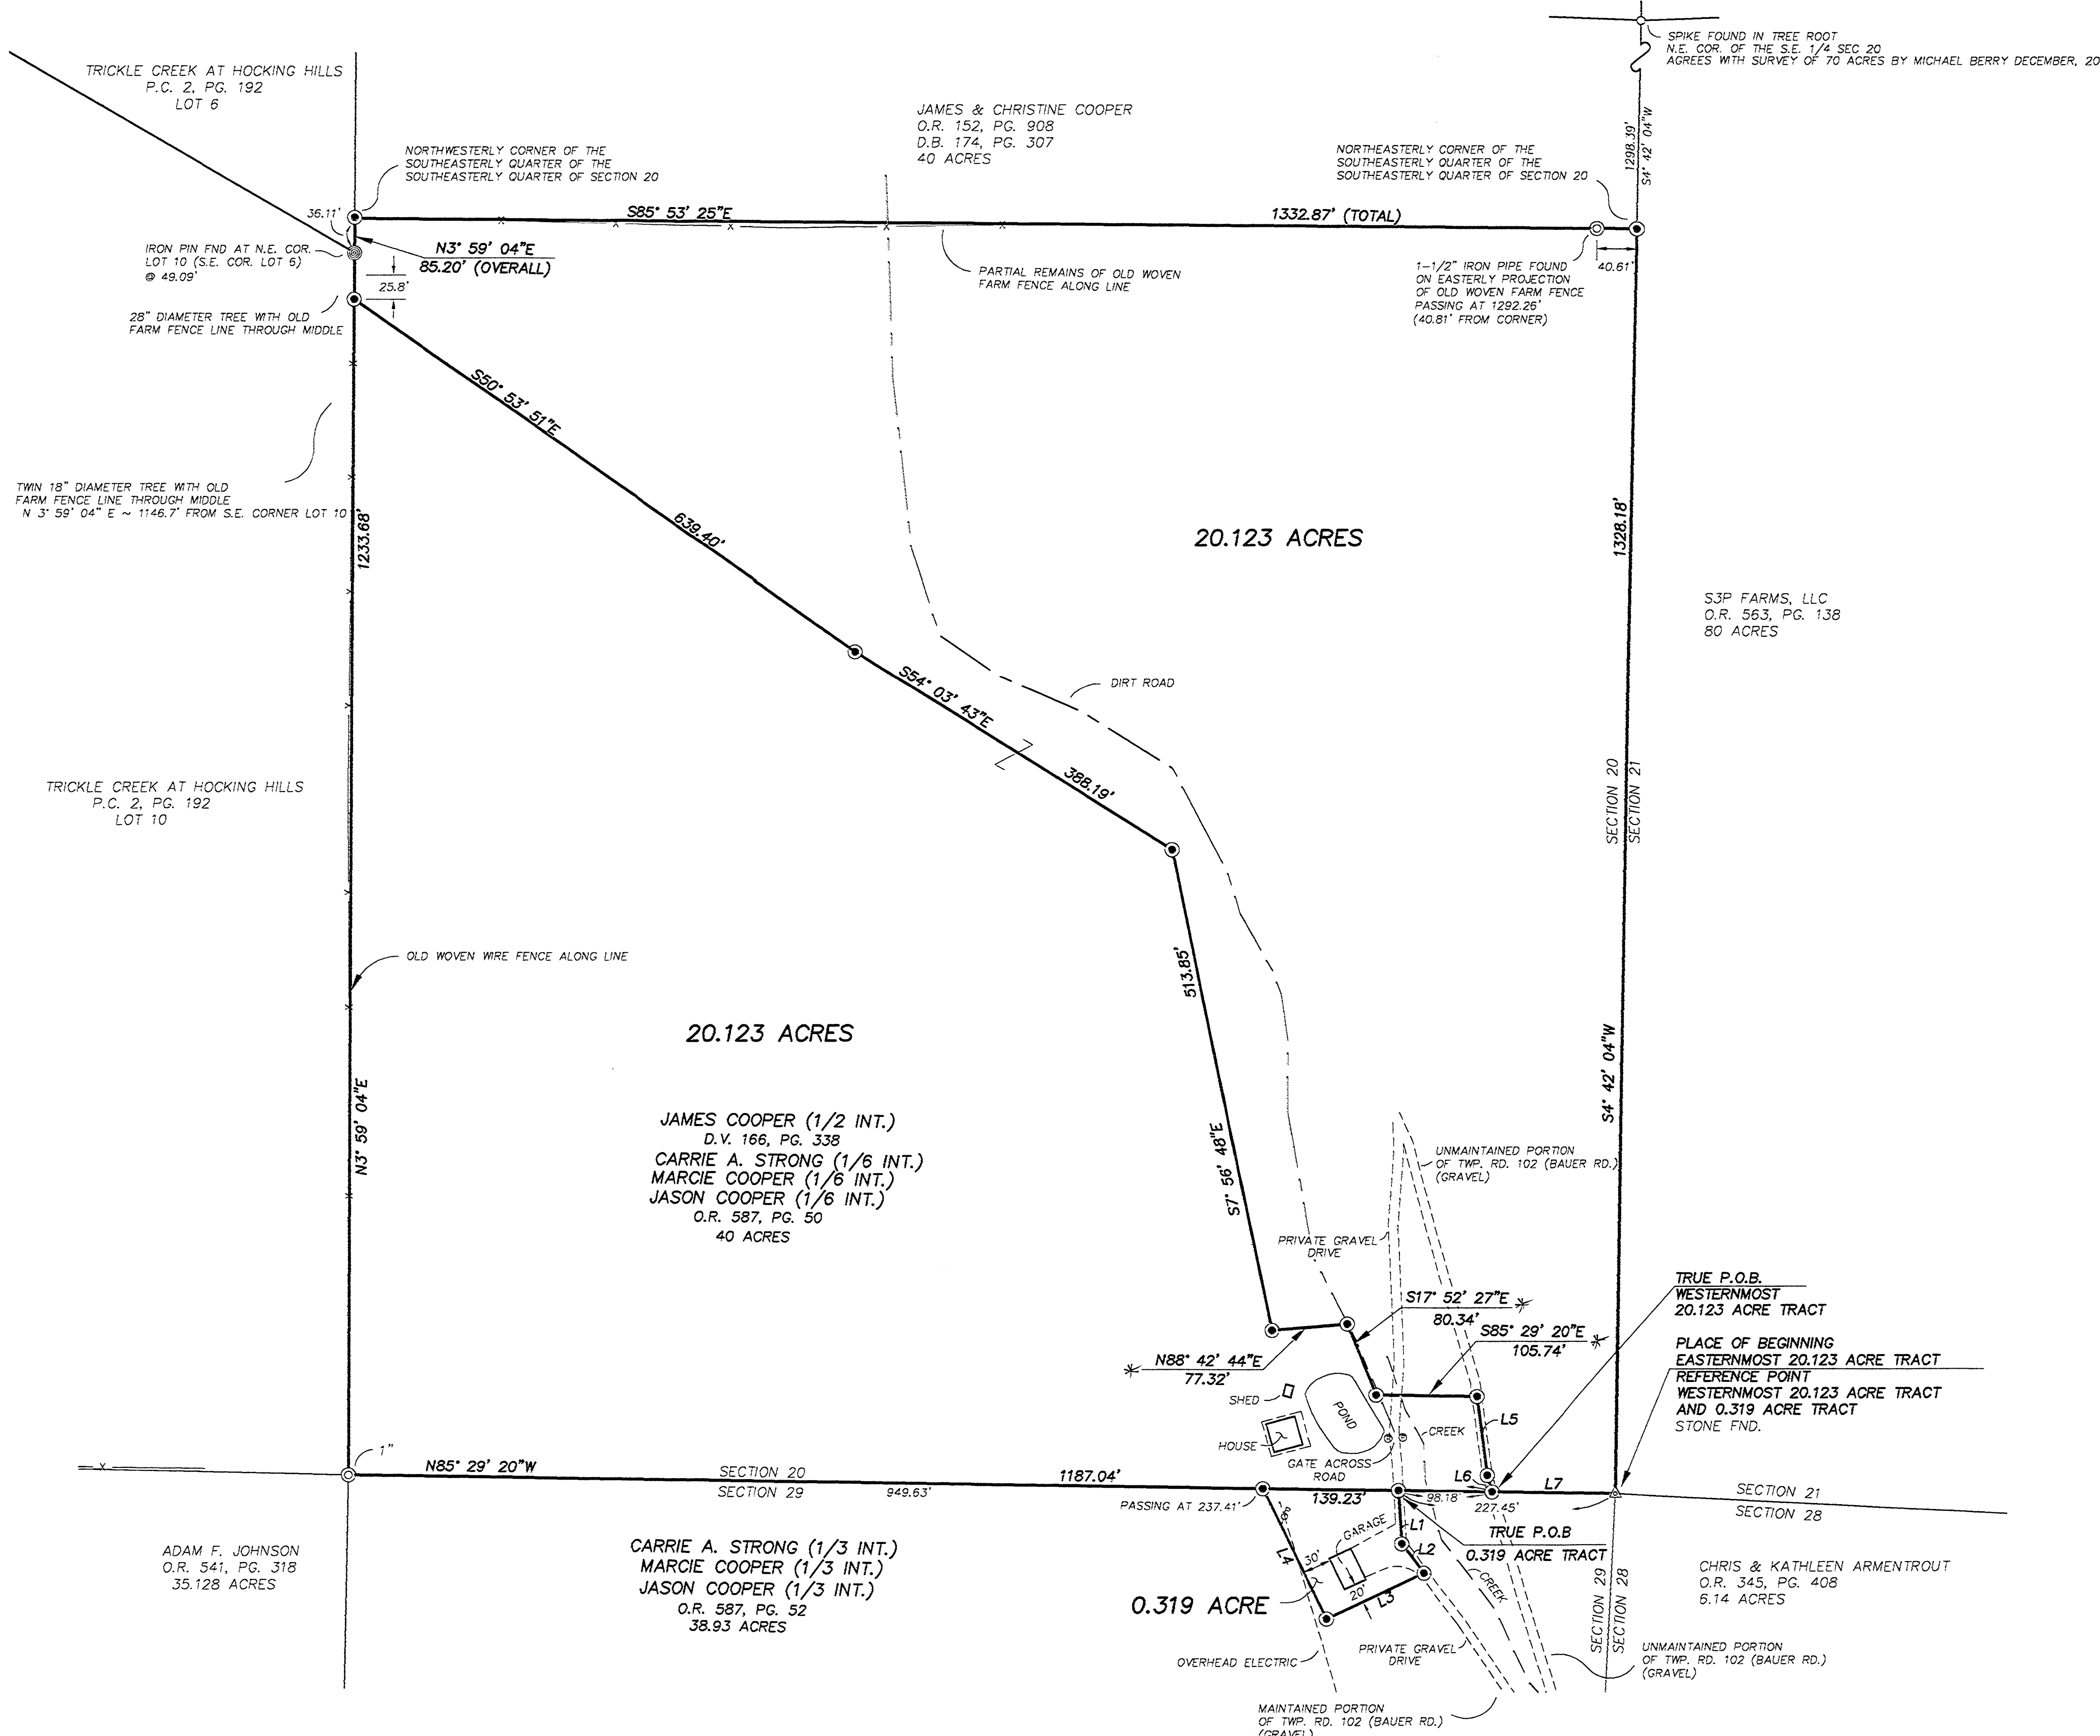 SPIKE FOUND IN TREE ROOT
N.E. COR. OF THE S.E. 1/4 SEC 20
AGREES WITH SURVEY OF 70 ACRES BY MICHAEL BERRY DECEMBER, 20
TRICKLE CREEK AT HOCKING HILLS
P.C. 2, PG. 192
LOT 6
JAMES & CHRISTINE COOPER
O.R. 152, PG. 908
D.B. 174, PG. 307
40 ACRES
1298.39'
S4° 42' 04"W
NORTHWESTERLY CORNER OF THE
SOUTHEASTERLY QUARTER OF THE
SOUTHEASTERLY QUARTER OF SECTION 20
NORTHEASTERLY CORNER OF THE
SOUTHEASTERLY QUARTER OF THE
SOUTHEASTERLY QUARTER OF SECTION 20
36.11'
S85° 53' 25"E
1332.87' (TOTAL)
IRON PIN FND AT N.E. COR.
LOT 10 (S.E. COR. LOT 6)
@ 49.09'
N3° 59' 04"E
85.20' (OVERALL)
25.8'
PARTIAL REMAINS OF OLD WOVEN
FARM FENCE ALONG LINE
40.61'
1-1/2" IRON PIPE FOUND
ON EASTERLY PROJECTION
OF OLD WOVEN FARM FENCE
PASSING AT 1292.26'
(40.81' FROM CORNER)
28" DIAMETER TREE WITH OLD
FARM FENCE LINE THROUGH MIDDLE
S50° 53' 51"E
639.40'
TWIN 18" DIAMETER TREE WITH OLD
FARM FENCE LINE THROUGH MIDDLE
N 3° 59' 04" E ~ 1146.7' FROM S.E. CORNER LOT 10
1233.68'
20.123 ACRES
1328.18'
S3P FARMS, LLC
O.R. 563, PG. 138
80 ACRES
S54° 03' 43"E
388.19'
DIRT ROAD
SECTION 20
SECTION 21
TRICKLE CREEK AT HOCKING HILLS
P.C. 2, PG. 192
LOT 10
OLD WOVEN WIRE FENCE ALONG LINE
513.85'
S7° 56' 48"E
20.123 ACRES
S4° 42' 04"W
N3° 59' 04"E
JAMES COOPER (1/2 INT.)
D.V. 166, PG. 338
CARRIE A. STRONG (1/6 INT.)
MARCIE COOPER (1/6 INT.)
JASON COOPER (1/6 INT.)
O.R. 587, PG. 50
40 ACRES
UNMAINTAINED PORTION
OF TWP. RD. 102 (BAUER RD.)
(GRAVEL)
PRIVATE GRAVEL
DRIVE
S17° 52' 27"E
80.34'
S85° 29' 20"E
105.74'
N88° 42' 44"E
77.32'
TRUE P.O.B.
WESTERNMOST
20.123 ACRE TRACT
PLACE OF BEGINNING
EASTERNMOST 20.123 ACRE TRACT
REFERENCE POINT
WESTERNMOST 20.123 ACRE TRACT
AND 0.319 ACRE TRACT
STONE FND.
SHED
POND
HOUSE
CREEK
L5
GATE ACROSS
ROAD
1"
N85° 29' 20"W
SECTION 20
SECTION 29
949.63'
1187.04'
PASSING AT 237.41'
139.23'
98.18'
L6
L7
227.45'
SECTION 21
SECTION 28
GARAGE
L1
L2
L3
L4
30'
20'
TRUE P.O.B
0.319 ACRE TRACT
CREEK
0.319 ACRE
ADAM F. JOHNSON
O.R. 541, PG. 318
35.128 ACRES
CARRIE A. STRONG (1/3 INT.)
MARCIE COOPER (1/3 INT.)
JASON COOPER (1/3 INT.)
O.R. 587, PG. 52
38.93 ACRES
SECTION 29
SECTION 28
CHRIS & KATHLEEN ARMENTROUT
O.R. 345, PG. 408
6.14 ACRES
OVERHEAD ELECTRIC
PRIVATE GRAVEL
DRIVE
UNMAINTAINED PORTION
OF TWP. RD. 102 (BAUER RD.)
(GRAVEL)
MAINTAINED PORTION
OF TWP. RD. 102 (BAUER RD.)
(GRAVEL)